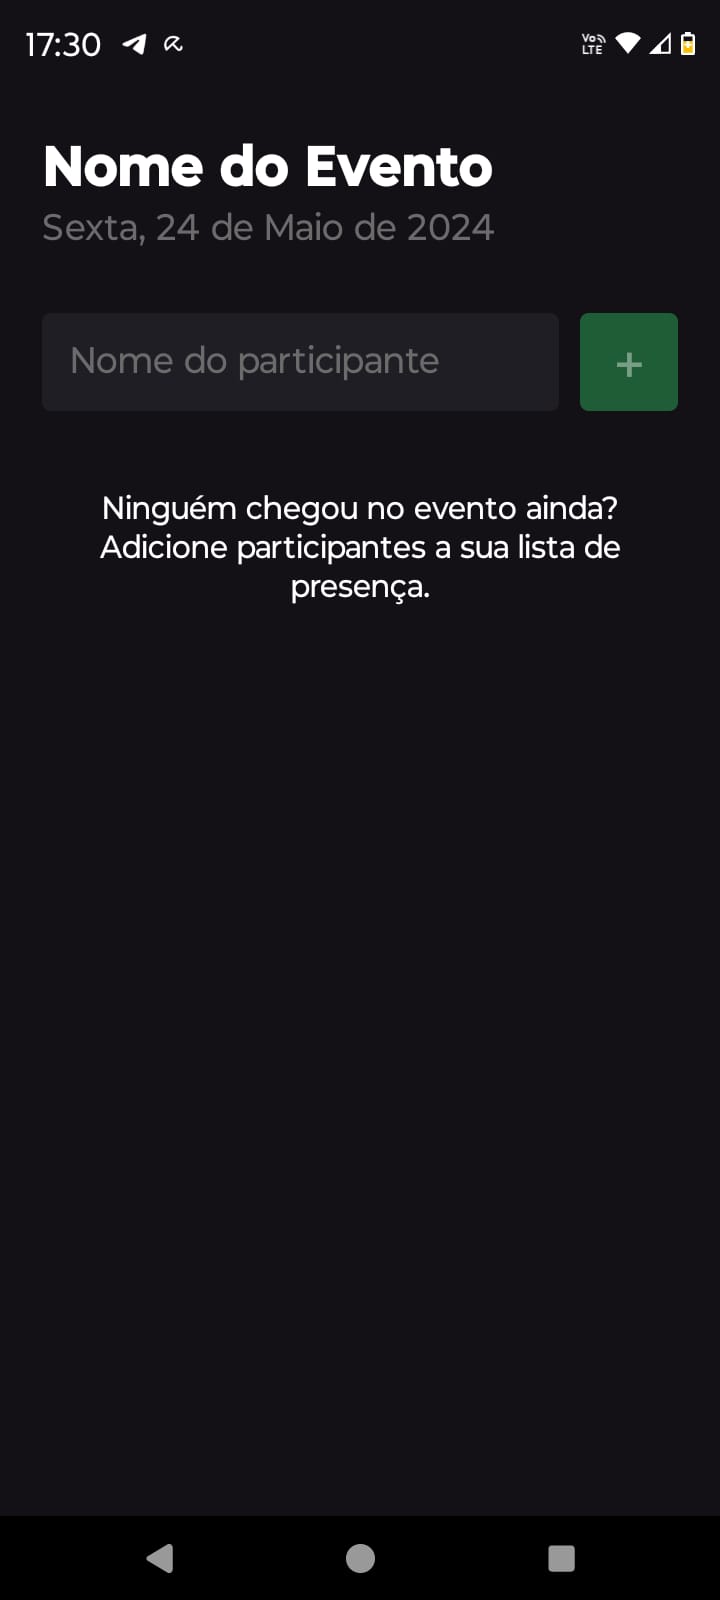 17:30
Vo LTE
Nome do Evento
Sexta, 24 de Maio de 2024
Nome do participante
+
Ninguém chegou no evento ainda?
Adicione participantes a sua lista de
presença.